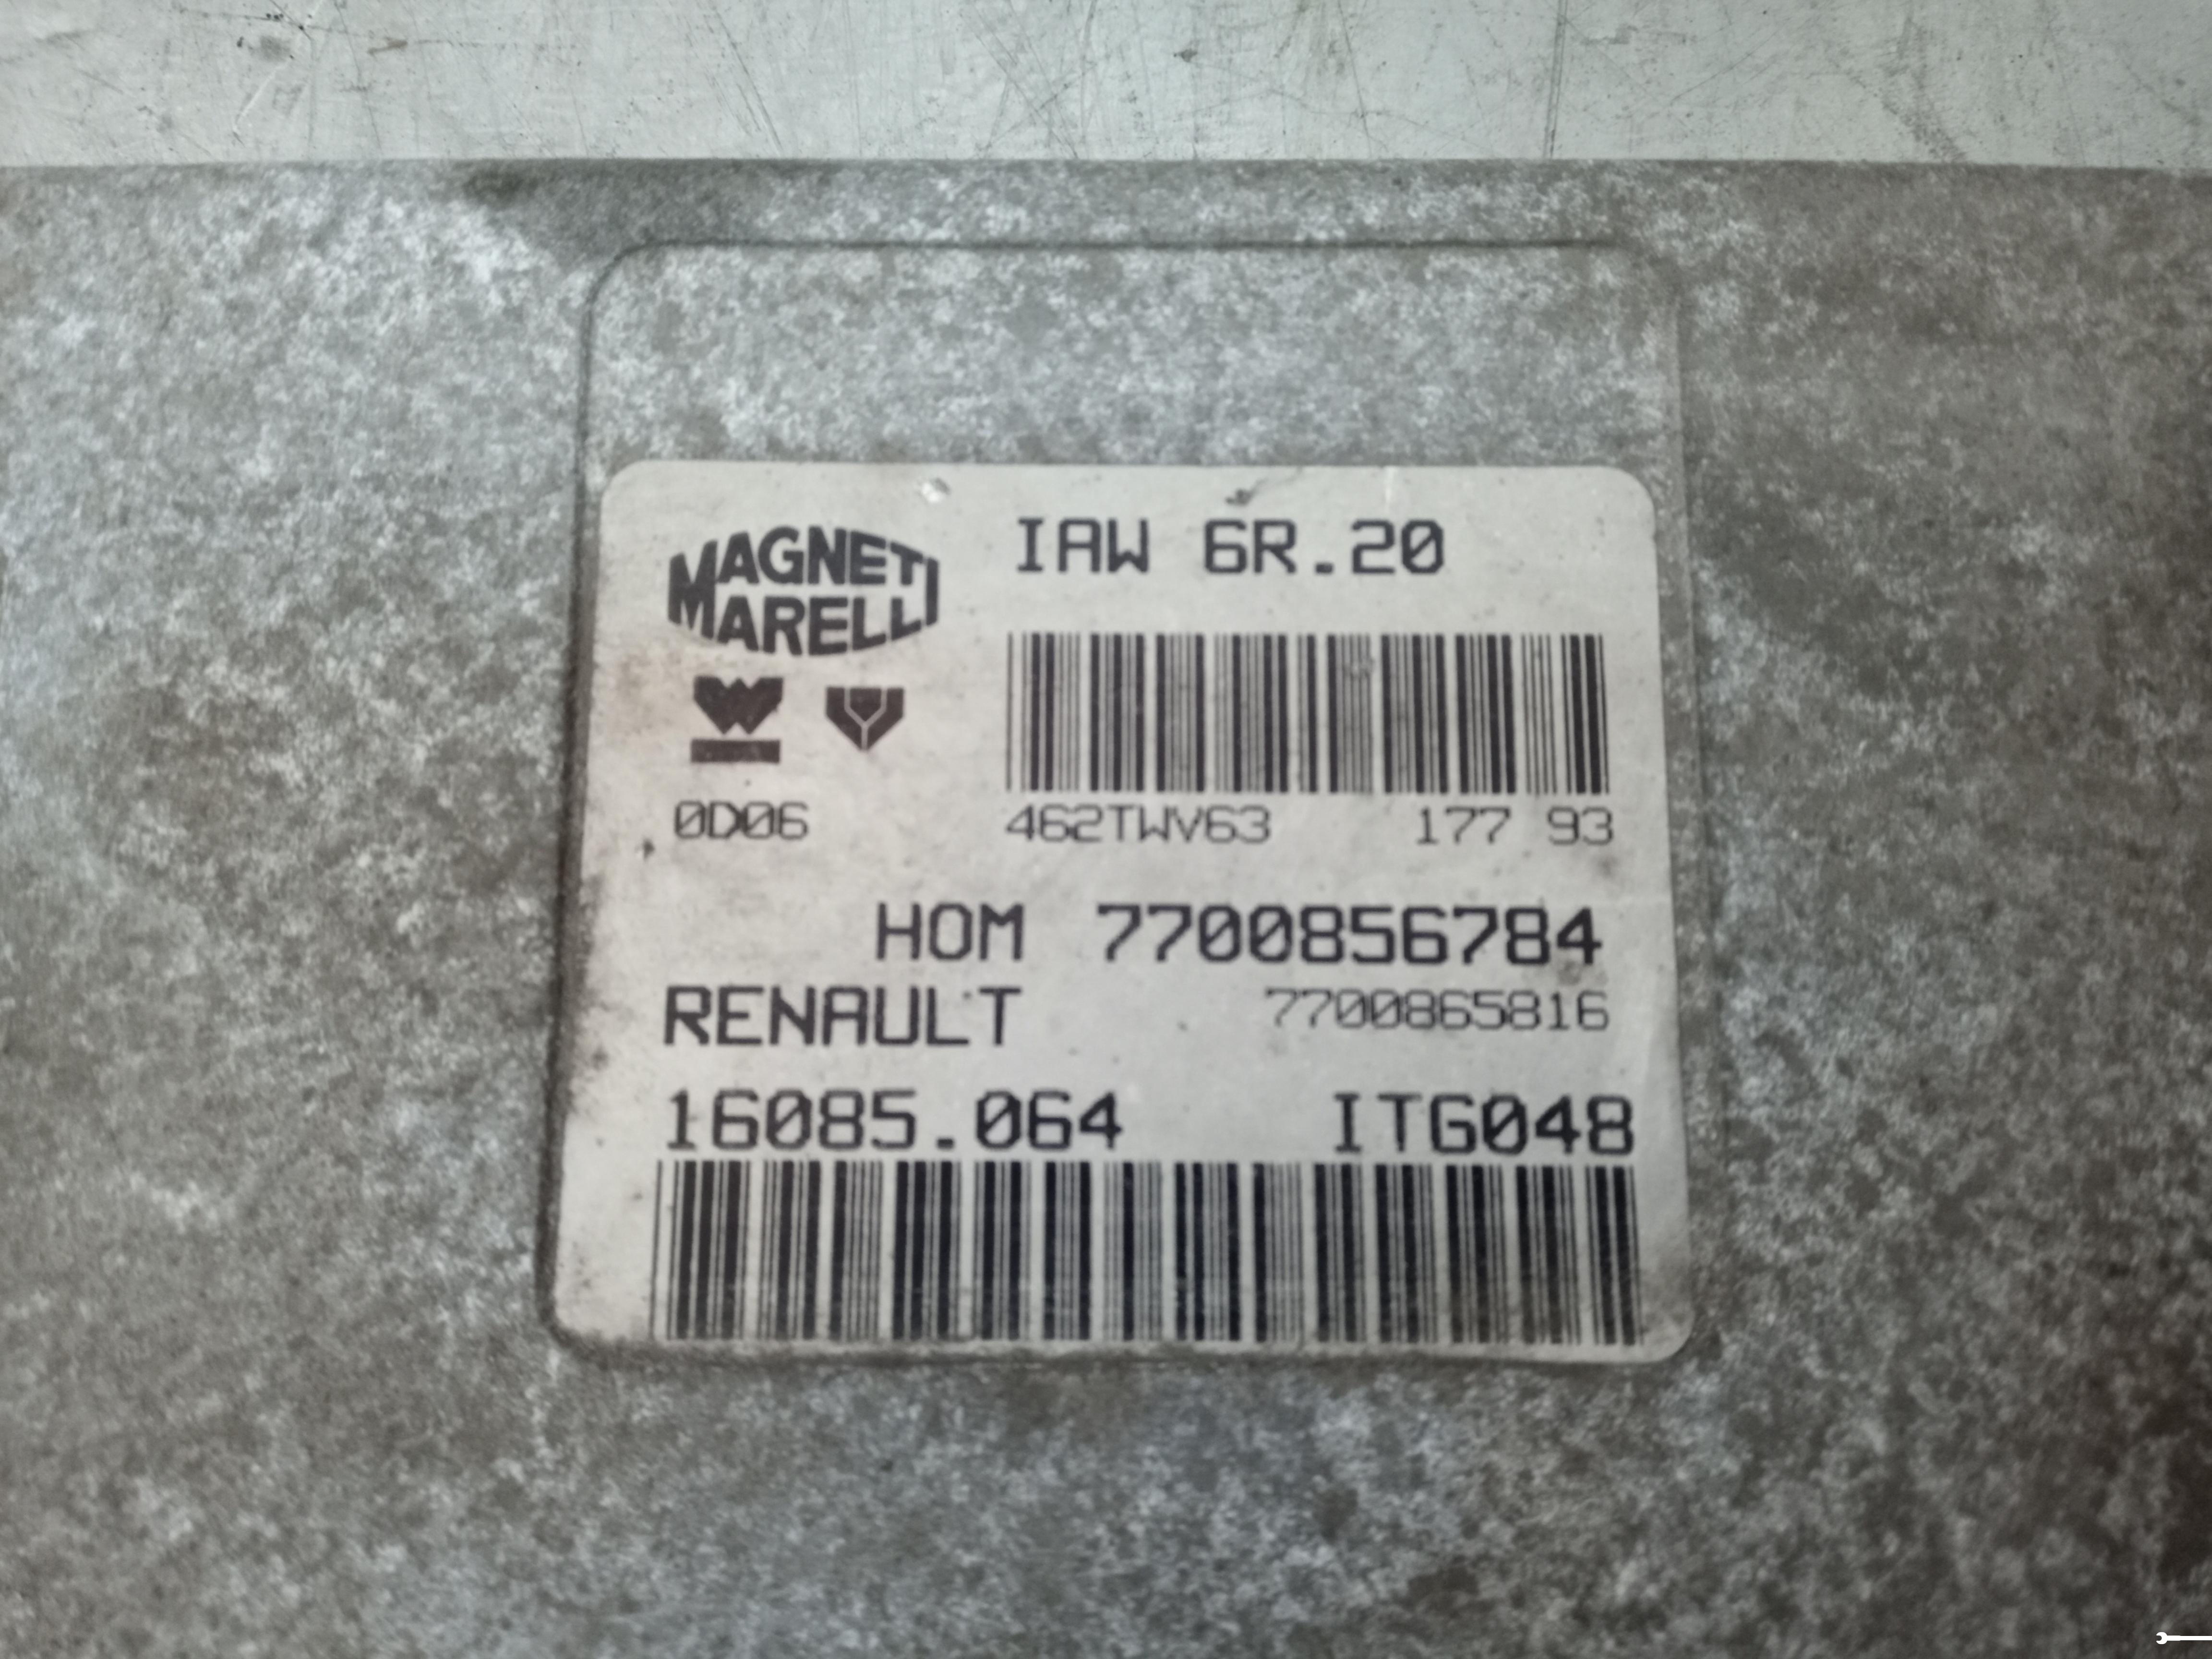 MAGNETI
MARELLI
IAW 6R.20
0D06
462TWV63 177 93
HOM 7700856784
RENAULT 7700865816
16085.064 ITG048